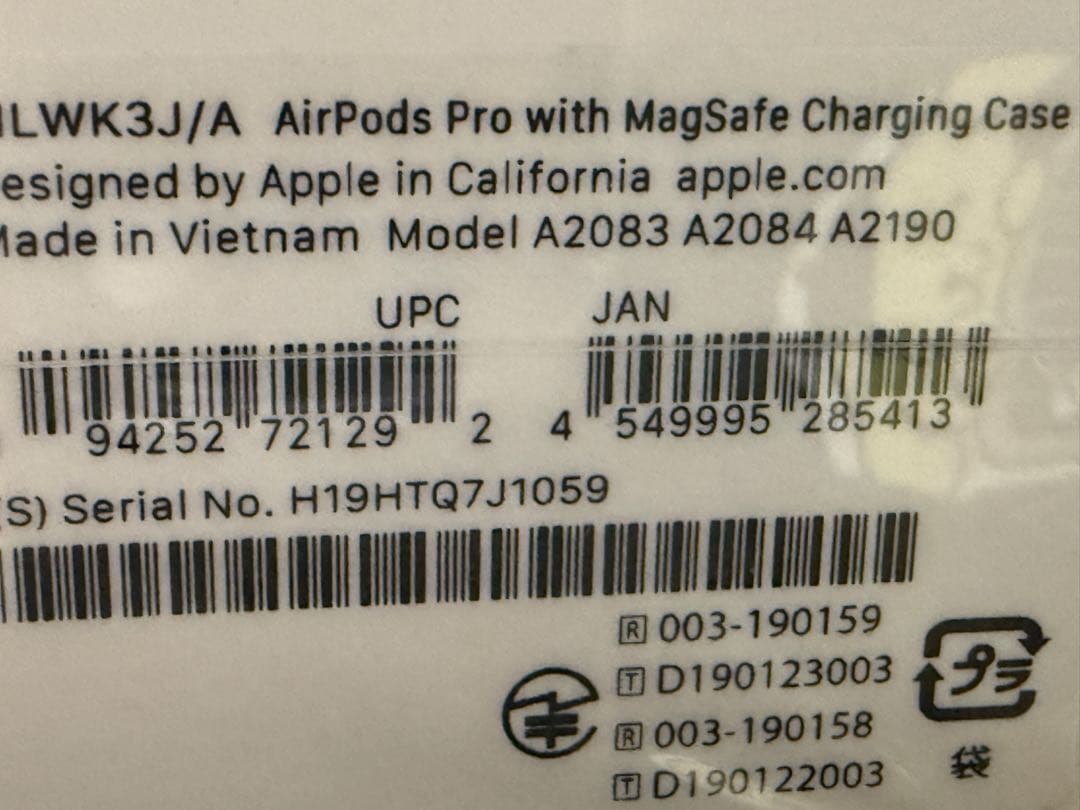 LWK3J/A AirPods Pro with MagSafe Charging Case
esigned by Apple in California apple.com
Made in Vietnam Model A2083 A2084 A2190
UPC JAN
94252 72129 2 4 549995 285413
(S) Serial No. H19HTQ7J1059
R 003-190159
T D190123003
R 003-190158
T D190122003
プラ
袋